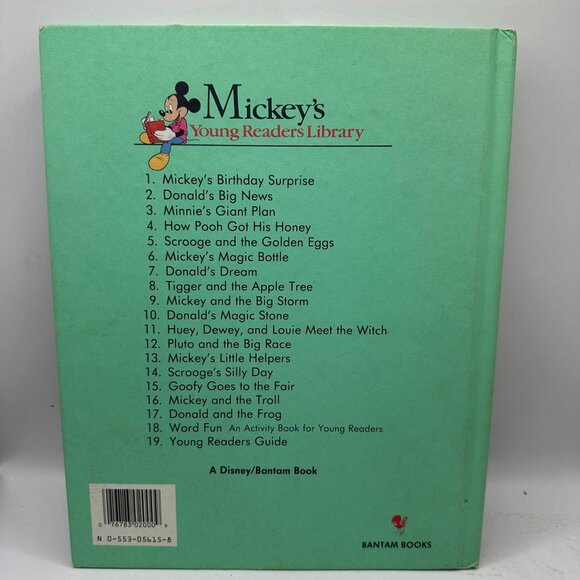 Mickey's
Young Readers Library
1. Mickey's Birthday Surprise
2. Donald's Big News
3. Minnie's Giant Plan
4. How Pooh Got His Honey
5. Scrooge and the Golden Eggs
6. Mickey's Magic Bottle
7. Donald's Dream
8. Tigger and the Apple Tree
9. Mickey and the Big Storm
10. Donald's Magic Stone
11. Huey, Dewey, and Louie Meet the Witch
12. Pluto and the Big Race
13. Mickey's Little Helpers
14. Scrooge's Silly Day
15. Goofy Goes to the Fair
16. Mickey and the Troll
17. Donald and the Frog
18. Word Fun An Activity Book for Young Readers
19. Young Readers Guide
A Disney/Bantam Book
0 76783 02000 9
N 0-553-05615-8
BANTAM BOOKS